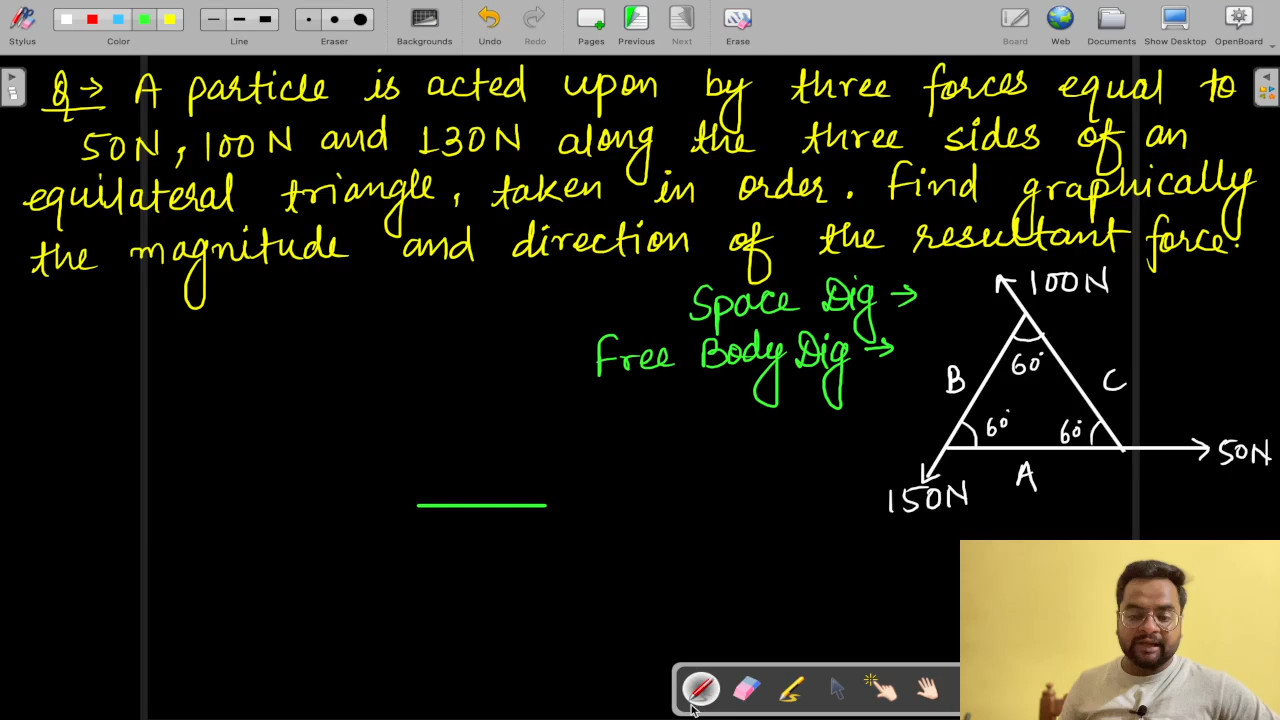 Stylus Color Line Eraser Backgrounds Undo Redo Pages Previous Next Erase Board Web Documents Show Desktop OpenBoard
Q → A particle is acted upon by three forces equal to
50N, 100N and 130N along the three sides of an
equilateral triangle, taken in order. Find graphically
the magnitude and direction of the resultant force.
Space Dig →
Free Body Dig →
100N
60°
B
C
60°
60°
50N
A
150N